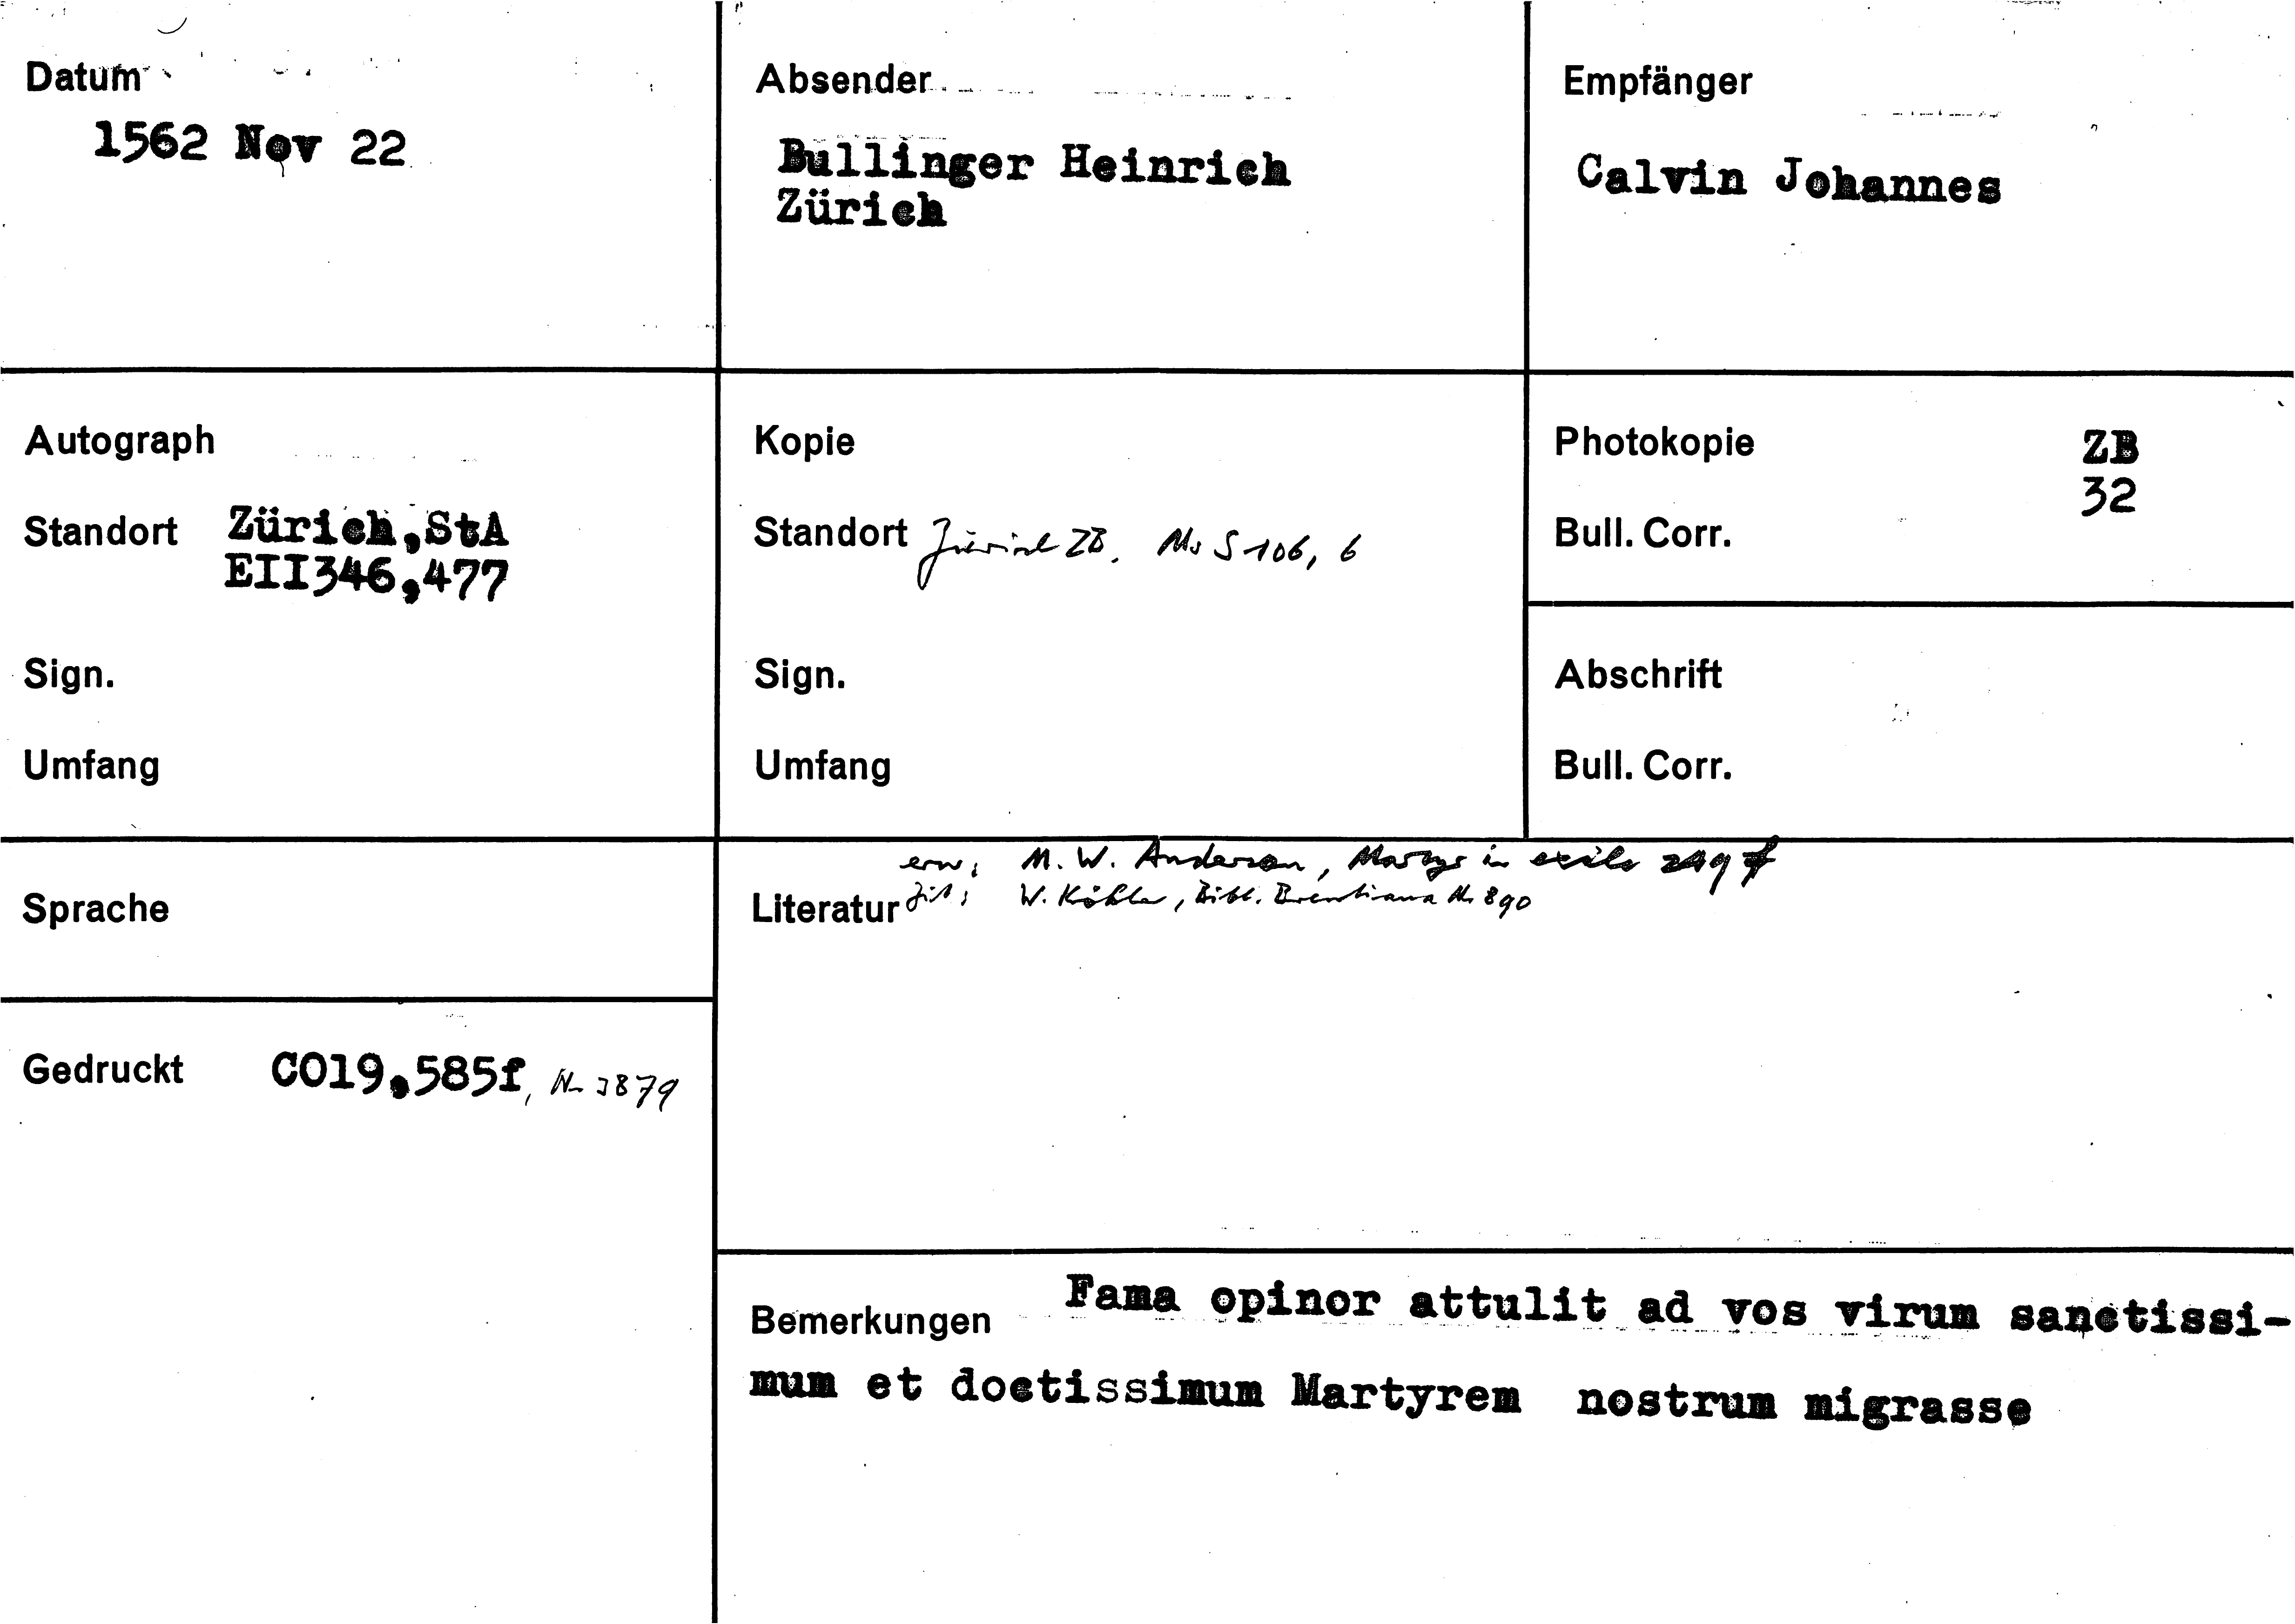 Datum
1562 Nov 22
Absender
Bullinger Heinrich
Zürich
Empfänger
Calvin Johannes
Autograph
Standort Zürich,StA
EII346,477
Sign.
Umfang
Kopie
Standort Zürich ZB. Ms S 106, 6
Sign.
Umfang
Photokopie ZB
32
Bull. Corr.
Abschrift
Bull. Corr.
Sprache
Gedruckt CO19,585f, Nr 3879
erw: M. W. Anderson, Martyr in exile 249 f
Literatur Zit: W. Köhler, Bibl. Brentiana Nr 890
Bemerkungen Fama opinor attulit ad vos virum sanctissi-
mum et doctissimum Martyrem nostrum migrasse